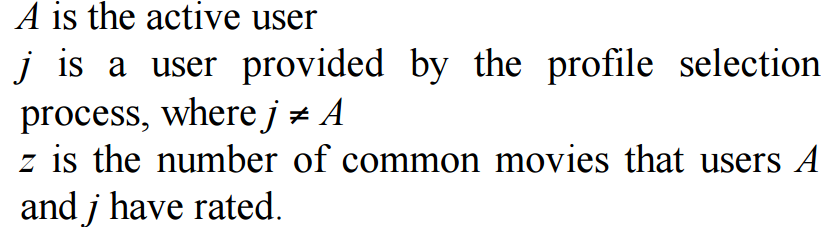 A is the active user
j is a user provided by the profile selection
process, where j ≠ A
z is the number of common movies that users A
and j have rated.